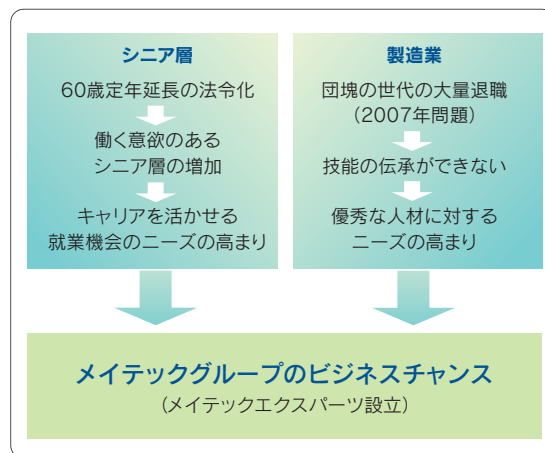 シニア層
60歳定年延長の法令化
働く意欲のある
シニア層の増加
キャリアを活かせる
就業機会のニーズの高まり
製造業
団塊の世代の大量退職
（2007年問題）
技能の伝承ができない
優秀な人材に対する
ニーズの高まり
メイテックグループのビジネスチャンス
（メイテックエクスパーツ設立）